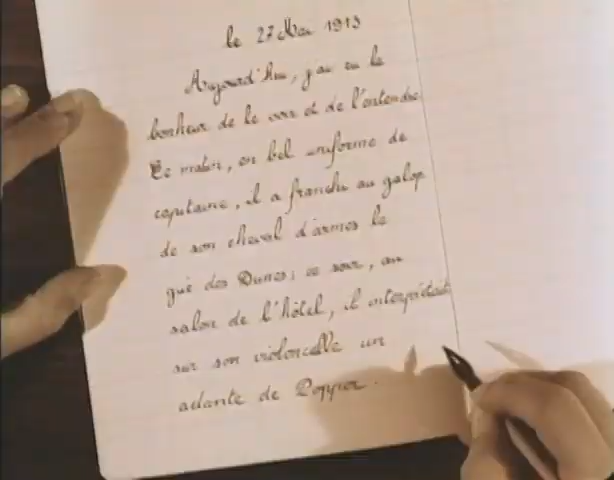 le 27 Mai 1913
Aujourd'hui, j'ai eu le
bonheur de le voir et de l'entendre.
Ce matin, en bel uniforme de
capitaine, il a franchi au galop
de son cheval d'armes le
gué des Dunes; ce soir, au
salon de l'hôtel, il interprétait
sur son violoncelle un
adante de Popper.